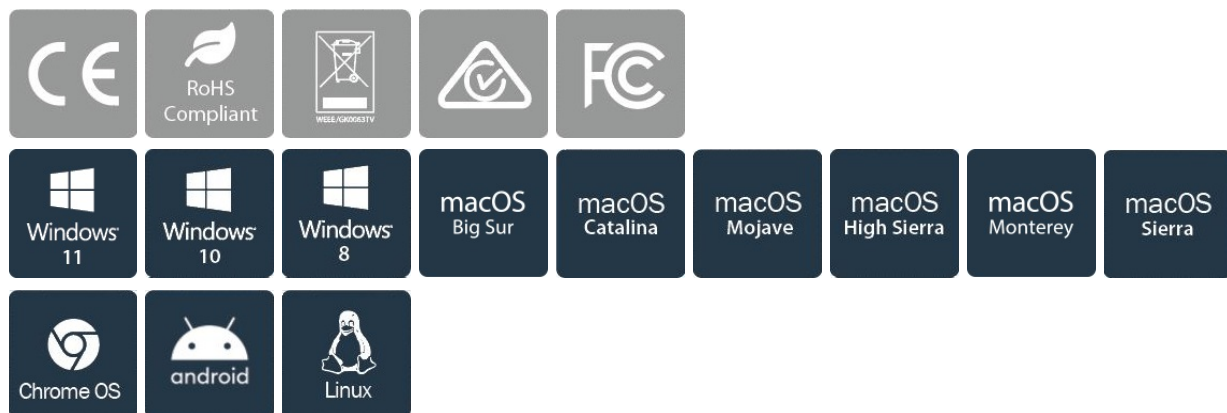 CE
RoHS
Compliant
WEEE/GK0063TV
FC
Windows
11
Windows
10
Windows
8
macOS
Big Sur
macOS
Catalina
macOS
Mojave
macOS
High Sierra
macOS
Monterey
macOS
Sierra
Chrome OS
android
Linux